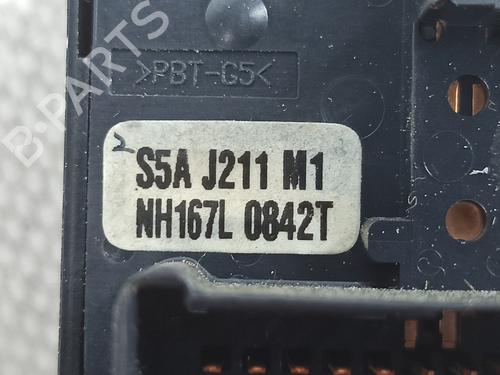 >PBT-G5<
S5A J211 M1
NH167L 0842T
B-PARTS